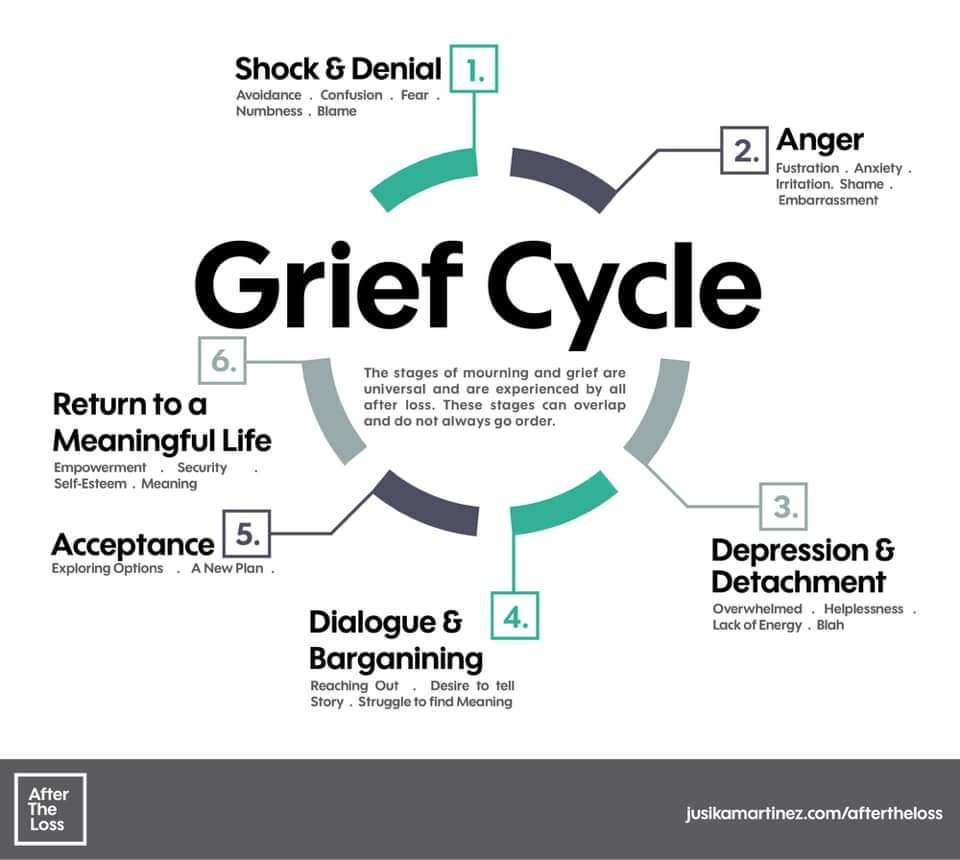 1.
Shock & Denial
Avoidance . Confusion . Fear .
Numbness . Blame
2.
Anger
Fustration . Anxiety .
Irritation. Shame .
Embarrassment
Grief Cycle
The stages of mourning and grief are
universal and are experienced by all
after loss. These stages can overlap
and do not always go order.
3.
Depression &
Detachment
Overwhelmed . Helplessness .
Lack of Energy . Blah
4.
Dialogue &
Barganining
Reaching Out . Desire to tell
Story . Struggle to find Meaning
5.
Acceptance
Exploring Options . A New Plan .
6.
Return to a
Meaningful Life
Empowerment . Security .
Self-Esteem . Meaning
After
The
Loss
jusikamartinez.com/aftertheloss